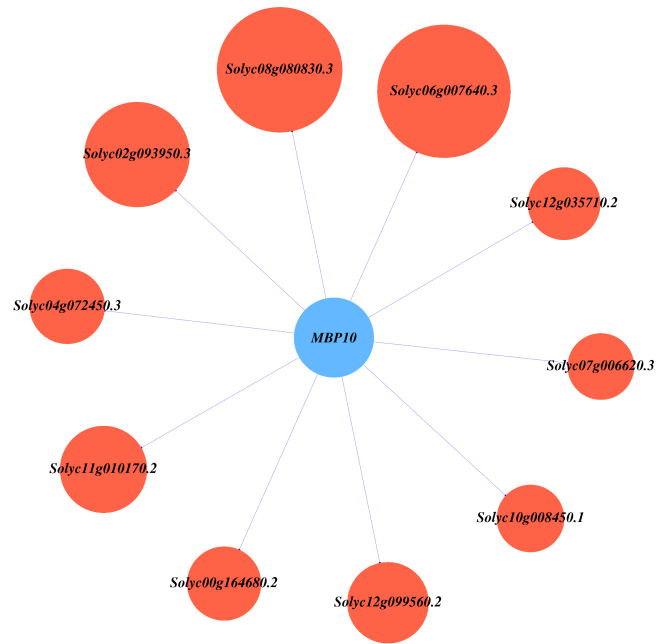 Solyc08g080830.3
Solyc06g007640.3
Solyc02g093950.3
Solyc12g035710.2
Solyc04g072450.3
MBP10
Solyc07g006620.3
Solyc11g010170.2
Solyc10g008450.1
Solyc00g164680.2
Solyc12g099560.2